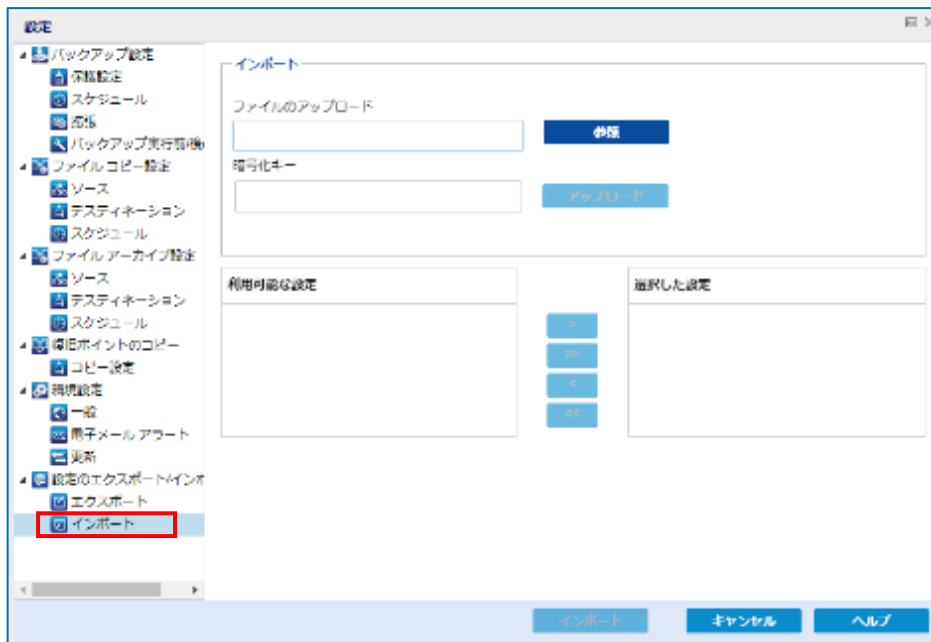 設定
バックアップ設定
保護設定
スケジュール
拡張
バックアップ実行前/後
ファイル コピー設定
ソース
デスティネーション
スケジュール
ファイル アーカイブ設定
ソース
デスティネーション
スケジュール
復旧ポイントのコピー
コピー設定
環境設定
一般
電子メール アラート
更新
設定のエクスポート/インポ
エクスポート
インポート
インポート
ファイルのアップロード
参照
暗号化キー
アップロード
利用可能な設定
選択した設定
>
>>
<
<<
インポート
キャンセル
ヘルプ